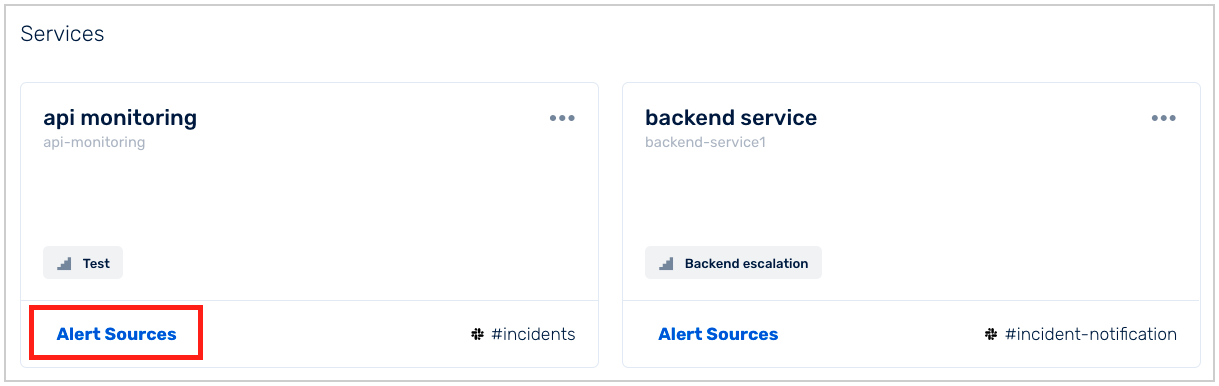 Services
api monitoring
api-monitoring
Test
Alert Sources
#incidents
backend service
backend-service1
Backend escalation
Alert Sources
#incident-notification